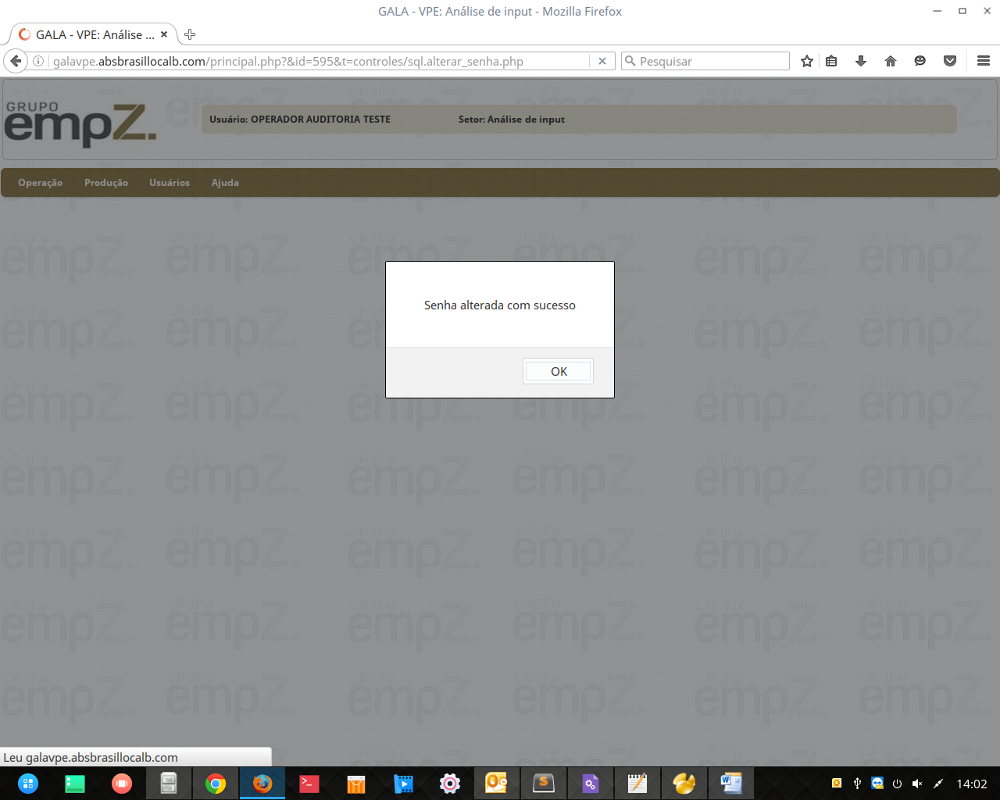 GALA - VPE: Análise de input - Mozilla Firefox
GALA - VPE: Análise ...
galavpe.absbrasillocalb.com/principal.php?&id=595&t=controles/sql.alterar_senha.php
Pesquisar
GRUPO
empZ.
Usuário: OPERADOR AUDITORIA TESTE
Setor: Análise de input
Operação
Produção
Usuários
Ajuda
Senha alterada com sucesso
OK
Leu galavpe.absbrasillocalb.com
14:02